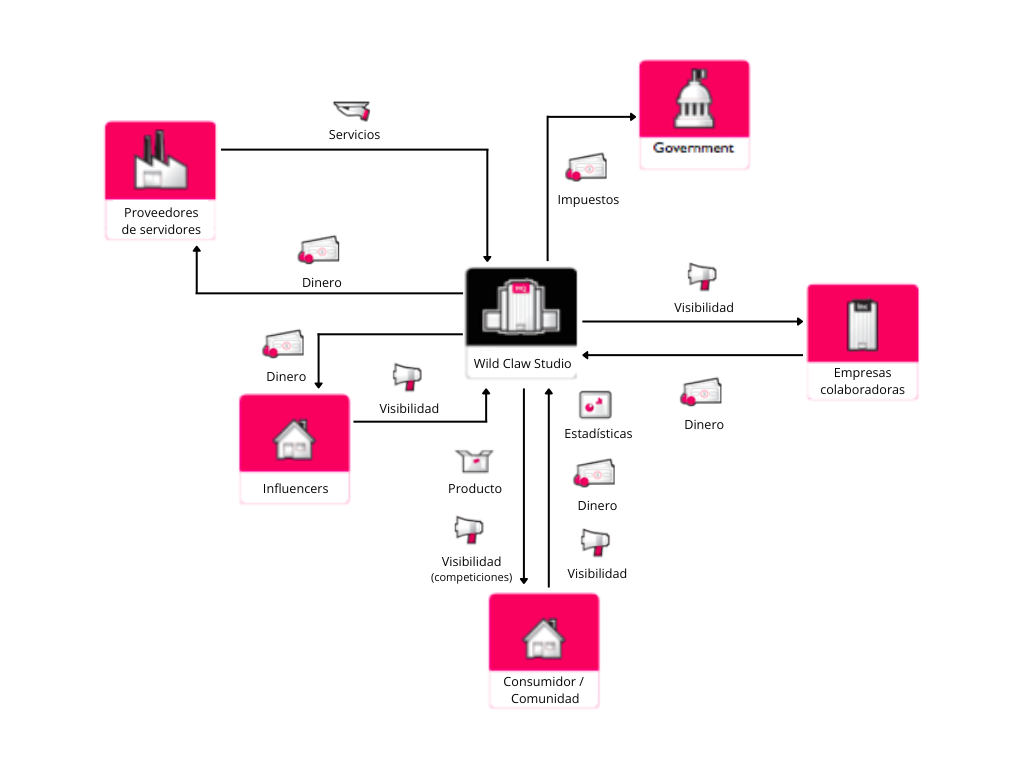 Servicios
Government
Impuestos
Proveedores
de servidores
Dinero
Visibilidad
Wild Claw Studio
Empresas
colaboradoras
Dinero
Dinero
Visibilidad
Influencers
Estadísticas
Producto
Dinero
Visibilidad
(competiciones)
Visibilidad
Consumidor /
Comunidad